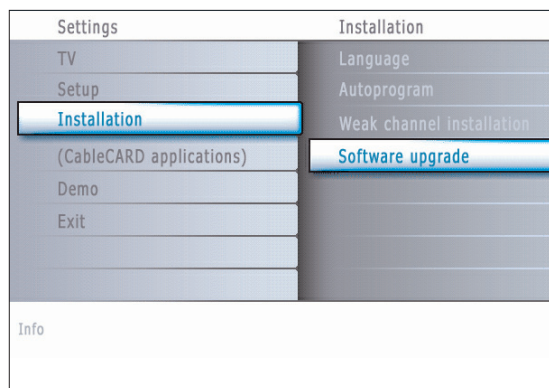 Settings
TV
Setup
Installation
(CableCARD applications)
Demo
Exit
Installation
Language
Autoprogram
Weak channel installation
Software upgrade
Info